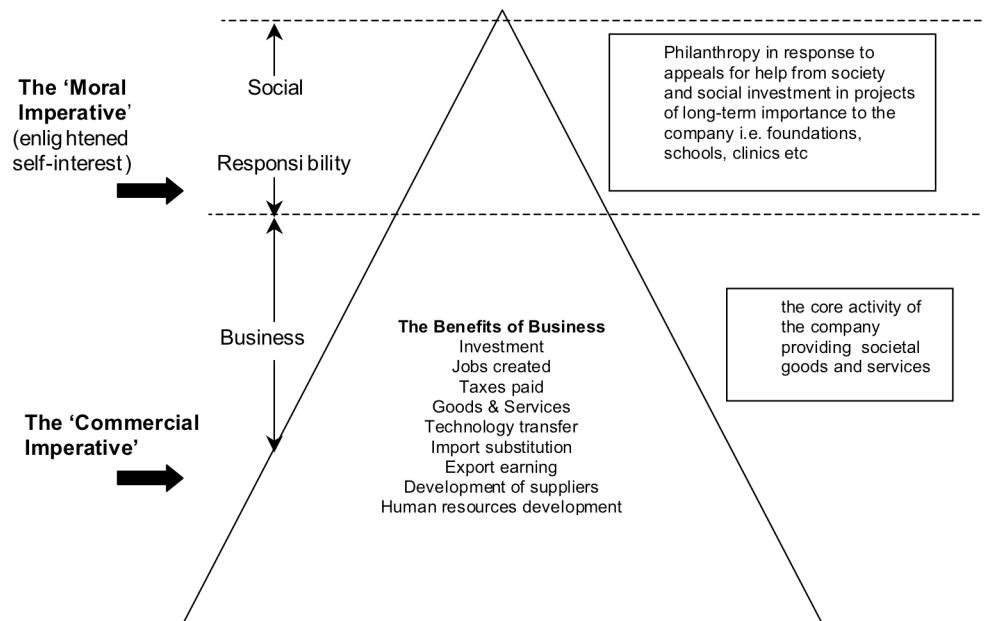 The ‘Moral
Imperative’
(enlightened
self-interest)
Social
Responsibility
Philanthropy in response to
appeals for help from society
and social investment in projects
of long-term importance to the
company i.e. foundations,
schools, clinics etc
Business
The ‘Commercial
Imperative’
The Benefits of Business
Investment
Jobs created
Taxes paid
Goods & Services
Technology transfer
Import substitution
Export earning
Development of suppliers
Human resources development
the core activity of
the company
providing societal
goods and services